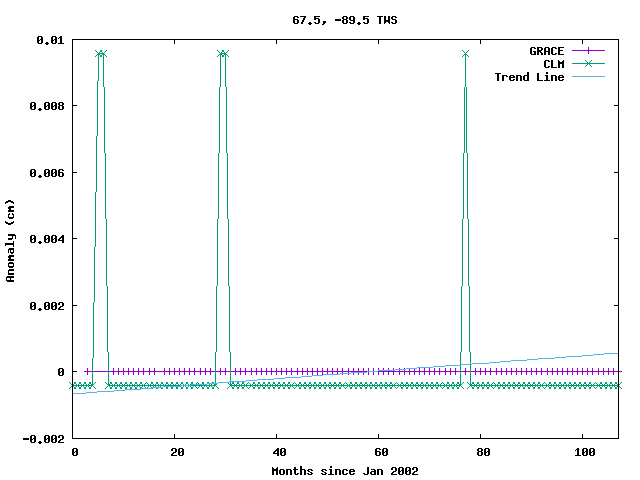 67.5, -89.5 TWS
GRACE
CLM
Trend Line
0.01
0.008
0.006
0.004
0.002
0
-0.002
Anomaly (cm)
0 20 40 60 80 100
Months since Jan 2002